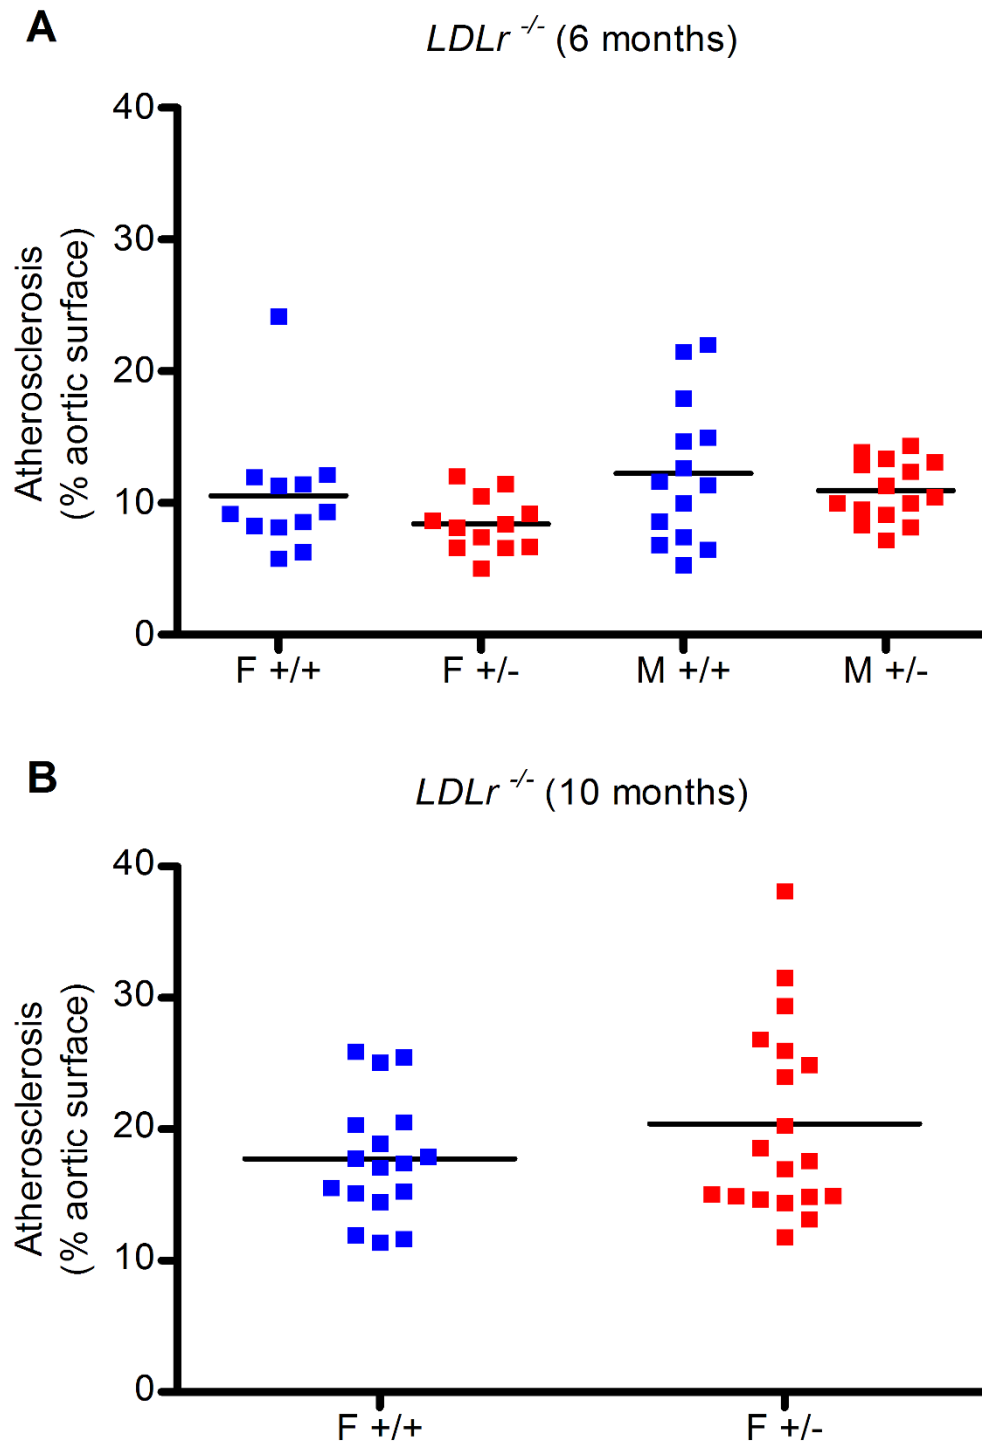 A
LDLr -/- (6 months)
40
30
20
10
0
Atherosclerosis
(% aortic surface)
F +/+
F +/-
M +/+
M +/-
B
LDLr -/- (10 months)
40
30
20
10
0
Atherosclerosis
(% aortic surface)
F +/+
F +/-